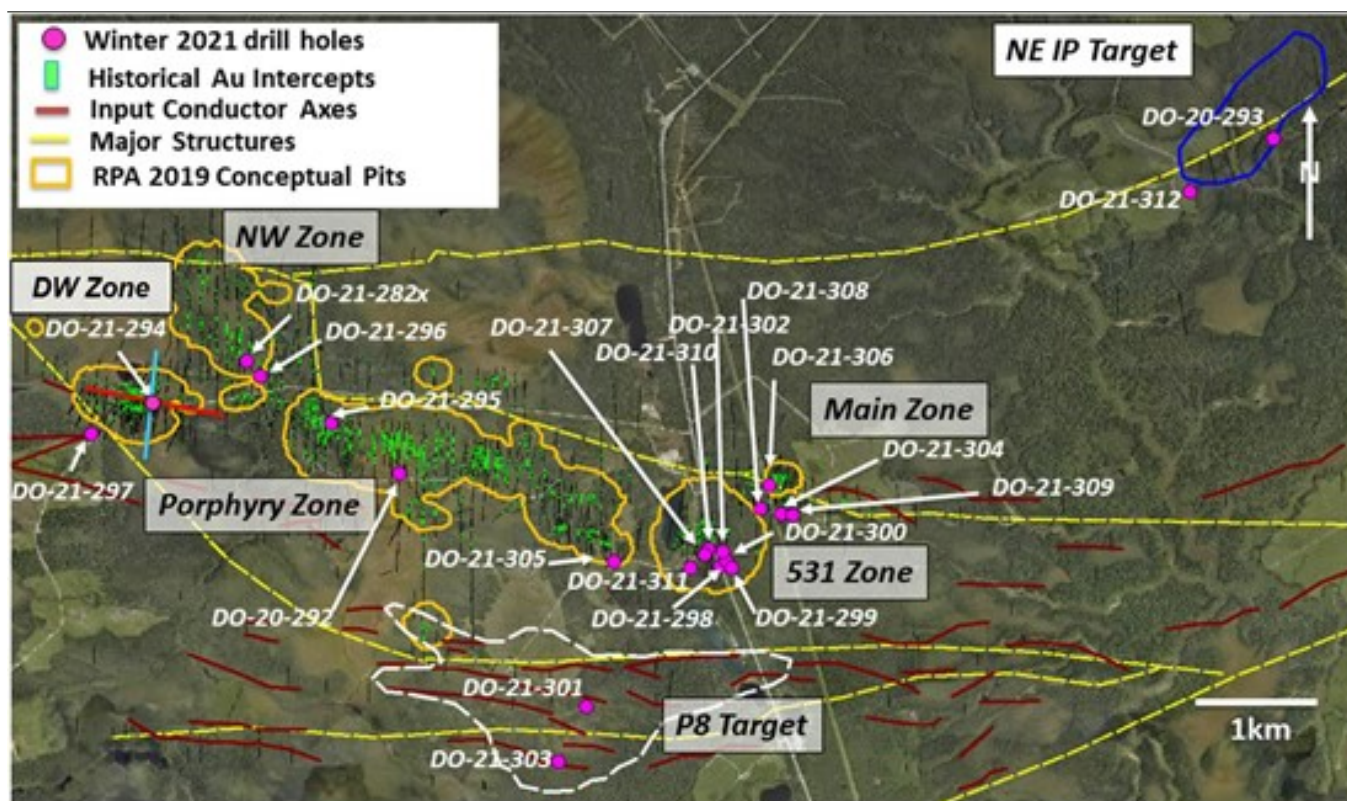 Winter 2021 drill holes
Historical Au Intercepts
Input Conductor Axes
Major Structures
RPA 2019 Conceptual Pits
NE IP Target
DO-20-293
N
DO-21-312
NW Zone
DW Zone
DO-21-282x
DO-21-294
DO-21-296
DO-21-308
DO-21-307
DO-21-302
DO-21-310
DO-21-306
DO-21-295
Main Zone
DO-21-304
DO-21-297
DO-21-309
Porphyry Zone
DO-21-300
DO-21-305
DO-21-311
531 Zone
DO-20-292
DO-21-298
DO-21-299
DO-21-301
P8 Target
1km
DO-21-303